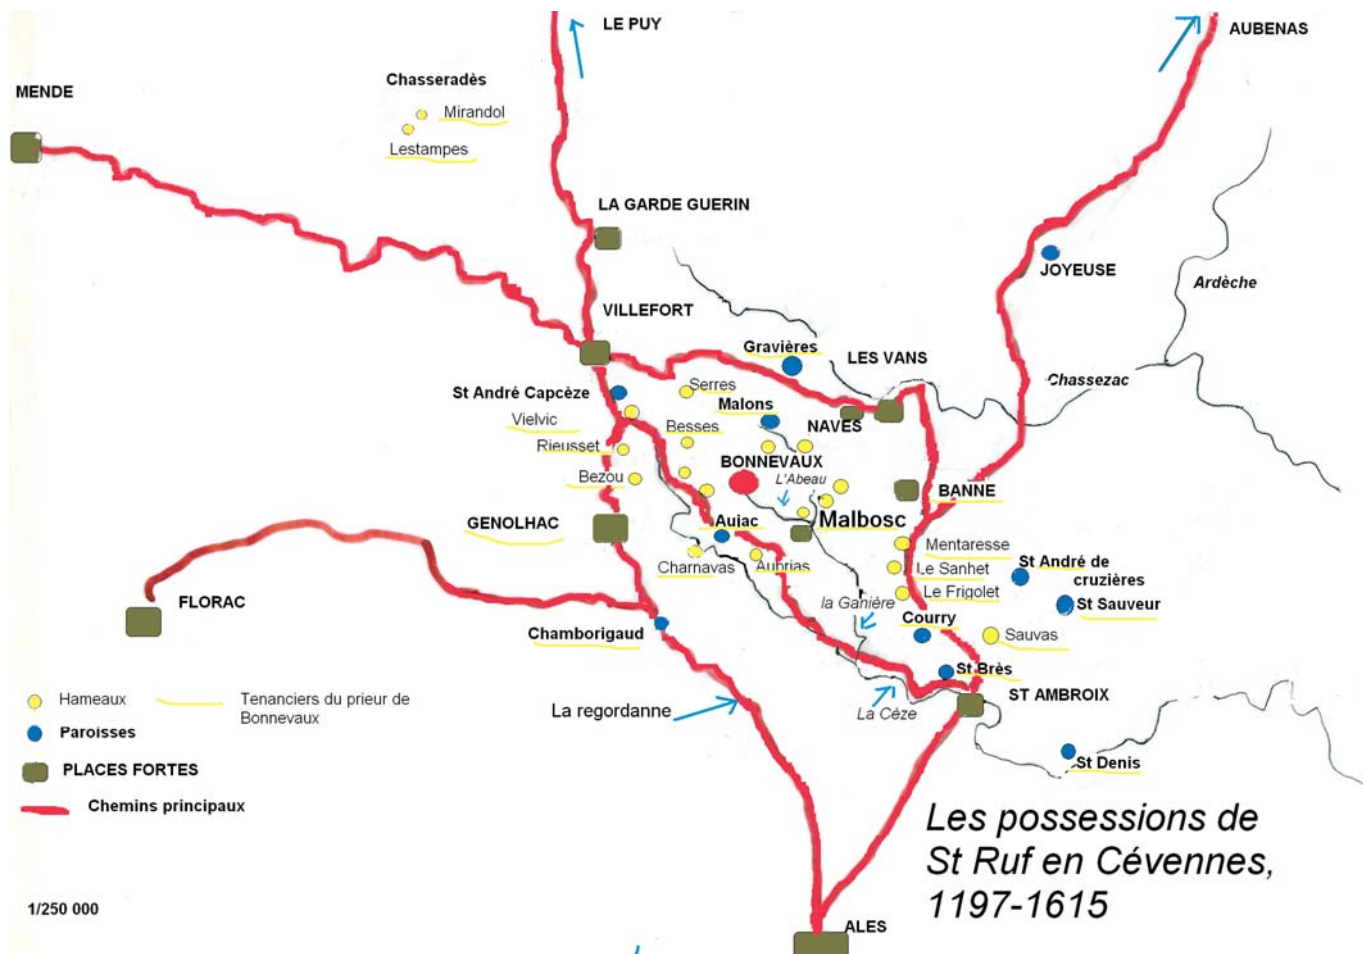 LE PUY
AUBENAS
Chasseradès
MENDE
Mirandol
Lestampes
LA GARDE GUERIN
JOYEUSE
Ardèche
VILLEFORT
Gravières
LES VANS
Chassezac
St André Capcèze
Serres
Malons
Vielvic
Besses
NAVES
Rieusset
BONNEVAUX
L'Abeau
Bezou
BANNE
GENOLHAC
Aujac
Malbosc
Mentaresse
Charnavas
Aubrias
Le Sanhet
St André de
cruzières
Le Frigolet
FLORAC
la Ganière
St Sauveur
Courry
Chamborigaud
Sauvas
St Brès
Hameaux
Tenanciers du prieur de
Bonnevaux
ST AMBROIX
La regordanne
La Cèze
Paroisses
St Denis
PLACES FORTES
Chemins principaux
Les possessions de
St Ruf en Cévennes,
1197-1615
1/250 000
ALES